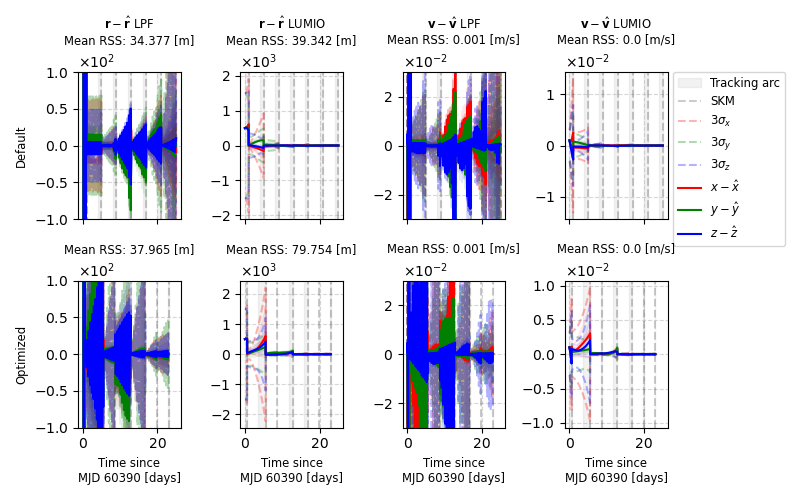 r − r̂ LPF
Mean RSS: 34.377 [m]
r − r̂ LUMIO
Mean RSS: 39.342 [m]
v − v̂ LPF
Mean RSS: 0.001 [m/s]
v − v̂ LUMIO
Mean RSS: 0.0 [m/s]
×10²
×10³
×10⁻²
×10⁻²
Default
1.0
0.5
0.0
−0.5
−1.0
2
1
0
−1
−2
2
0
−2
1
0
−1
Tracking arc
SKM
3σₓ
3σ_y
3σ_z
x − x̂
y − ŷ
z − ẑ
Mean RSS: 37.965 [m]
Mean RSS: 79.754 [m]
Mean RSS: 0.001 [m/s]
Mean RSS: 0.0 [m/s]
×10²
×10³
×10⁻²
×10⁻²
Optimized
1.0
0.5
0.0
−0.5
−1.0
2
1
0
−1
−2
2
0
−2
1.0
0.5
0.0
−0.5
−1.0
0 20
0 20
0 20
0 20
Time since
MJD 60390 [days]
Time since
MJD 60390 [days]
Time since
MJD 60390 [days]
Time since
MJD 60390 [days]